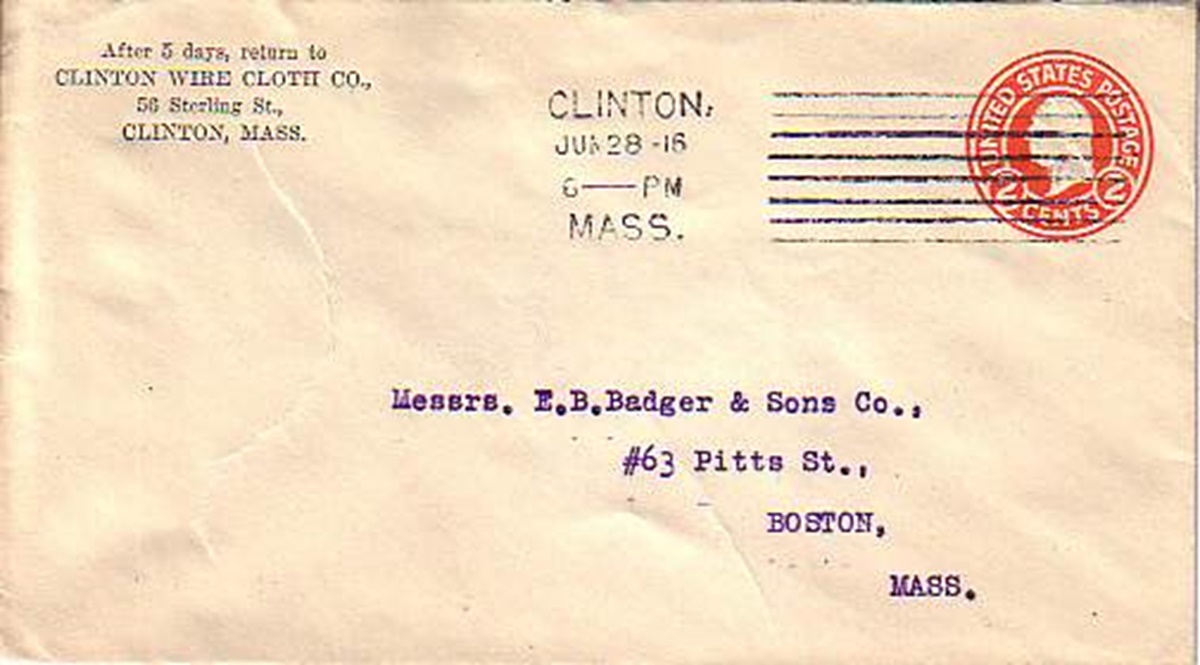 After 5 days, return to
CLINTON WIRE CLOTH CO.,
56 Sterling St.,
CLINTON, MASS.
CLINTON,
JUN 28 -16
6 — PM
MASS.
UNITED STATES POSTAGE
2 CENTS 2
Messrs. E.B.Badger & Sons Co.,
#63 Pitts St.,
BOSTON,
MASS.